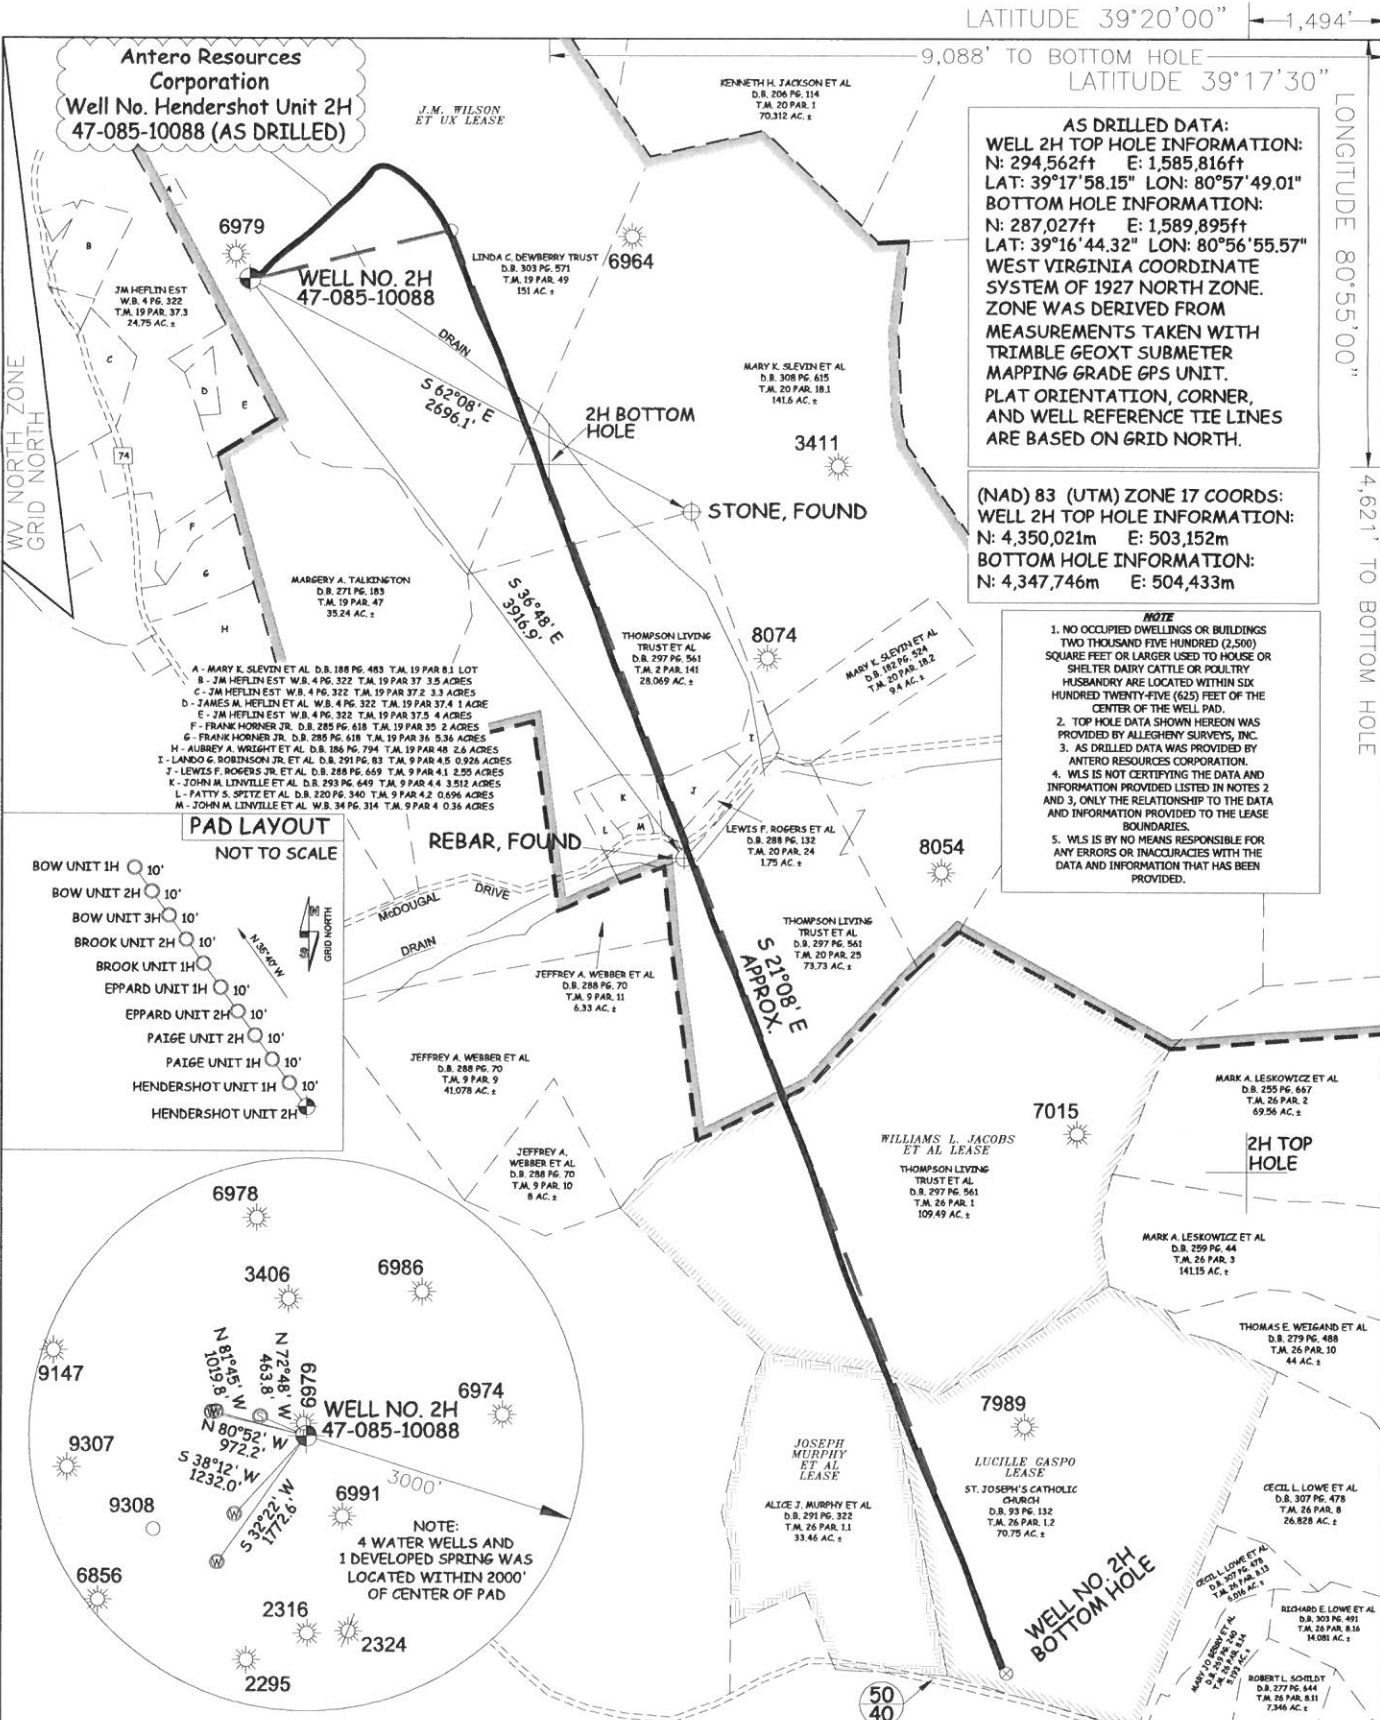 LATITUDE 39°20'00"
1,494'
9,088' TO BOTTOM HOLE
LATITUDE 39°17'30"
LONGITUDE 80°55'00"
4,621' TO BOTTOM HOLE
Antero Resources
Corporation
Well No. Hendershot Unit 2H
47-085-10088 (AS DRILLED)
J.M. WILSON
ET UX LEASE
KENNETH H. JACKSON ET AL
D.B. 206 PG. 114
T.M. 20 PAR. 1
70.312 AC. ±
AS DRILLED DATA:
WELL 2H TOP HOLE INFORMATION:
N: 294,562ft E: 1,585,816ft
LAT: 39°17'58.15" LON: 80°57'49.01"
BOTTOM HOLE INFORMATION:
N: 287,027ft E: 1,589,895ft
LAT: 39°16'44.32" LON: 80°56'55.57"
WEST VIRGINIA COORDINATE
SYSTEM OF 1927 NORTH ZONE.
ZONE WAS DERIVED FROM
MEASUREMENTS TAKEN WITH
TRIMBLE GEOXT SUBMETER
MAPPING GRADE GPS UNIT.
PLAT ORIENTATION, CORNER,
AND WELL REFERENCE TIE LINES
ARE BASED ON GRID NORTH.
(NAD) 83 (UTM) ZONE 17 COORDS:
WELL 2H TOP HOLE INFORMATION:
N: 4,350,021m E: 503,152m
BOTTOM HOLE INFORMATION:
N: 4,347,746m E: 504,433m
NOTE
1. NO OCCUPIED DWELLINGS OR BUILDINGS
TWO THOUSAND FIVE HUNDRED (2,500)
SQUARE FEET OR LARGER USED TO HOUSE OR
SHELTER DAIRY CATTLE OR POULTRY
HUSBANDRY ARE LOCATED WITHIN SIX
HUNDRED TWENTY-FIVE (625) FEET OF THE
CENTER OF THE WELL PAD.
2. TOP HOLE DATA SHOWN HEREON WAS
PROVIDED BY ALLEGHENY SURVEYS, INC.
3. AS DRILLED DATA WAS PROVIDED BY
ANTERO RESOURCES CORPORATION.
4. WLS IS NOT CERTIFYING THE DATA AND
INFORMATION PROVIDED LISTED IN NOTES 2
AND 3, ONLY THE RELATIONSHIP TO THE DATA
AND INFORMATION PROVIDED TO THE LEASE
BOUNDARIES.
5. WLS IS BY NO MEANS RESPONSIBLE FOR
ANY ERRORS OR INACCURACIES WITH THE
DATA AND INFORMATION THAT HAS BEEN
PROVIDED.
A
B
6979
WELL NO. 2H
47-085-10088
LINDA C. DEWBERRY TRUST
D.B. 303 PG. 571
T.M. 19 PAR. 49
151 AC. ±
6964
JM HEFLIN EST
W.B. 4 PG. 322
T.M. 19 PAR. 37.3
24.75 AC. ±
C
D
E
DRAIN
S 62°08' E
2696.1'
MARY K. SLEVIN ET AL
D.B. 308 PG. 615
T.M. 20 PAR. 18.1
141.6 AC. ±
2H BOTTOM
HOLE
3411
WV NORTH ZONE
GRID NORTH
74
STONE, FOUND
F
G
H
MARGERY A. TALKINGTON
D.B. 271 PG. 183
T.M. 19 PAR. 47
35.24 AC. ±
S 36°48' E
3916.9'
THOMPSON LIVING
TRUST ET AL
D.B. 297 PG. 561
T.M. 2 PAR. 141
28.069 AC. ±
8074
MARY K. SLEVIN ET AL
D.B. 182 PG. 524
T.M. 20 PAR. 18.2
9.4 AC. ±
A - MARY K. SLEVIN ET AL D.B. 188 PG. 483 T.M. 19 PAR 8.1 LOT
B - JM HEFLIN EST W.B. 4 PG. 322 T.M. 19 PAR 37 3.5 ACRES
C - JM HEFLIN EST W.B. 4 PG. 322 T.M. 19 PAR 37.2 3.3 ACRES
D - JAMES M. HEFLIN ET AL W.B. 4 PG. 322 T.M. 19 PAR 37.4 1 ACRE
E - JM HEFLIN EST W.B. 4 PG. 322 T.M. 19 PAR 37.5 4 ACRES
F - FRANK HORNER JR. D.B. 285 PG. 618 T.M. 19 PAR 35 2 ACRES
G - FRANK HORNER JR. D.B. 285 PG. 618 T.M. 19 PAR 36 5.36 ACRES
H - AUBREY A. WRIGHT ET AL D.B. 186 PG. 794 T.M. 19 PAR 48 2.6 ACRES
I - LANDO G. ROBINSON JR. ET AL D.B. 291 PG. 83 T.M. 9 PAR 4.5 0.926 ACRES
J - LEWIS F. ROGERS JR. ET AL D.B. 288 PG. 669 T.M. 9 PAR 4.1 2.55 ACRES
K - JOHN M. LINVILLE ET AL D.B. 293 PG. 649 T.M. 9 PAR 4.4 3.512 ACRES
L - PATTY S. SPITZ ET AL D.B. 220 PG. 340 T.M. 9 PAR 4.2 0.696 ACRES
M - JOHN M. LINVILLE ET AL W.B. 34 PG. 314 T.M. 9 PAR 4 0.36 ACRES
I
J
K
L
M
PAD LAYOUT
NOT TO SCALE
BOW UNIT 1H 10'
BOW UNIT 2H 10'
BOW UNIT 3H 10'
BROOK UNIT 2H 10'
BROOK UNIT 1H
EPPARD UNIT 1H 10'
EPPARD UNIT 2H 10'
PAIGE UNIT 2H 10'
PAIGE UNIT 1H 10'
HENDERSHOT UNIT 1H 10'
HENDERSHOT UNIT 2H
GRID NORTH
REBAR, FOUND
LEWIS F. ROGERS ET AL
D.B. 288 PG. 132
T.M. 20 PAR. 24
1.75 AC. ±
8054
McDOUGAL DRIVE
DRAIN
JEFFREY A. WEBBER ET AL
D.B. 288 PG. 70
T.M. 9 PAR. 11
6.33 AC. ±
THOMPSON LIVING
TRUST ET AL
D.B. 297 PG. 561
T.M. 20 PAR. 25
73.73 AC. ±
S 21°08' E
APPROX.
JEFFREY A. WEBBER ET AL
D.B. 288 PG. 70
T.M. 9 PAR. 9
41.078 AC. ±
JEFFREY A.
WEBBER ET AL
D.B. 288 PG. 70
T.M. 9 PAR. 10
8 AC. ±
7015
MARK A. LESKOWICZ ET AL
D.B. 255 PG. 667
T.M. 26 PAR. 2
69.56 AC. ±
2H TOP
HOLE
WILLIAMS L. JACOBS
ET AL LEASE
THOMPSON LIVING
TRUST ET AL
D.B. 297 PG. 561
T.M. 26 PAR. 1
109.49 AC. ±
MARK A. LESKOWICZ ET AL
D.B. 259 PG. 44
T.M. 26 PAR. 3
141.15 AC. ±
THOMAS E. WEIGAND ET AL
D.B. 279 PG. 488
T.M. 26 PAR. 10
44 AC. ±
6978
3406
6986
9147
N 81°45' W
1019.8'
N 72°48' W
463.8'
6979
WELL NO. 2H
47-085-10088
6974
N 80°52' W
972.2'
S 38°12' W
1232.0'
S 32°22' W
1772.6'
3000'
9307
9308
6991
NOTE:
4 WATER WELLS AND
1 DEVELOPED SPRING WAS
LOCATED WITHIN 2000'
OF CENTER OF PAD
6856
2316
2324
2295
7989
JOSEPH
MURPHY
ET AL
LEASE
ALICE J. MURPHY ET AL
D.B. 291 PG. 322
T.M. 26 PAR. 1.1
33.46 AC. ±
LUCILLE GASPO
LEASE
ST. JOSEPH'S CATHOLIC
CHURCH
D.B. 93 PG. 132
T.M. 26 PAR. 1.2
70.75 AC. ±
CECIL L. LOWE ET AL
D.B. 307 PG. 478
T.M. 26 PAR. 8
26.828 AC. ±
WELL NO. 2H
BOTTOM HOLE
CECIL L. LOWE ET AL
D.B. 307 PG. 478
T.M. 26 PAR. 8.13
RICHARD E. LOWE ET AL
D.B. 303 PG. 491
T.M. 26 PAR. 8.16
14.081 AC. ±
MARY JO BERRY ET AL
T.M. 26 PAR. 8.14
ROBERT L. SCHILDT
D.B. 277 PG. 644
T.M. 26 PAR. 8.11
7.346 AC. ±
50
40